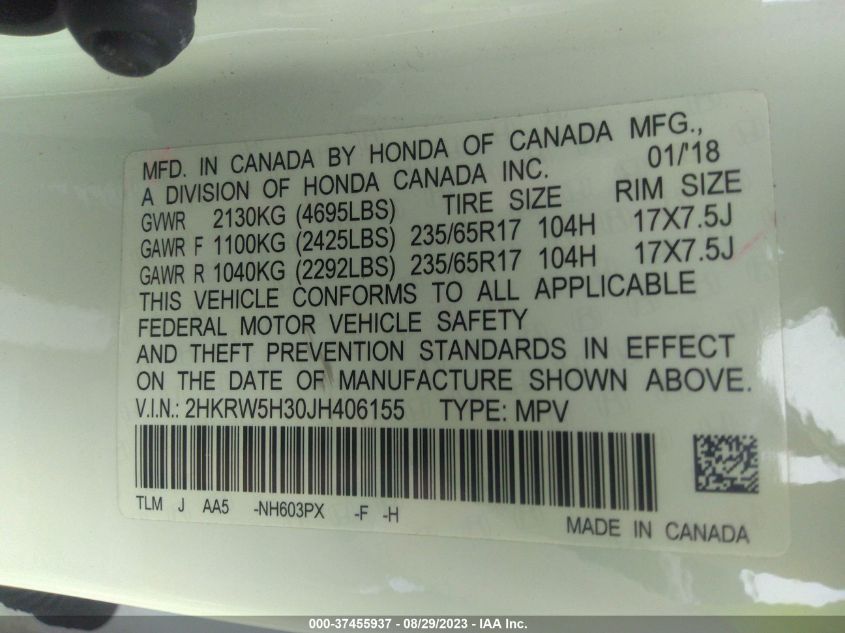 MFD. IN CANADA BY HONDA OF CANADA MFG.,
A DIVISION OF HONDA CANADA INC. 01/'18
GVWR 2130KG (4695LBS) TIRE SIZE RIM SIZE
GAWR F 1100KG (2425LBS) 235/65R17 104H 17X7.5J
GAWR R 1040KG (2292LBS) 235/65R17 104H 17X7.5J
THIS VEHICLE CONFORMS TO ALL APPLICABLE
FEDERAL MOTOR VEHICLE SAFETY
AND THEFT PREVENTION STANDARDS IN EFFECT
ON THE DATE OF MANUFACTURE SHOWN ABOVE.
V.I.N.: 2HKRW5H30JH406155 TYPE: MPV
TLM J AA5 -NH603PX -F -H
MADE IN CANADA
000-37455937 - 08/29/2023 - IAA Inc.